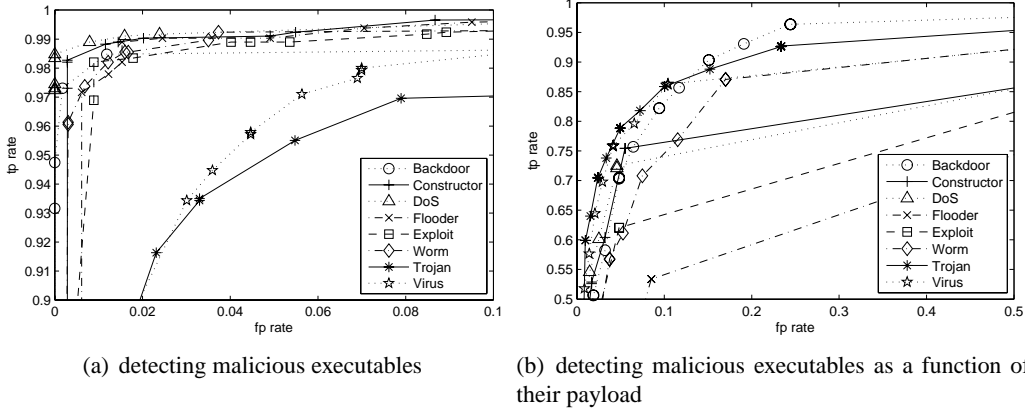 1
0.99
0.98
0.97
0.96
0.95
0.94
0.93
0.92
0.91
0.9
tp rate
0
0.02
0.04
0.06
0.08
0.1
fp rate
Backdoor
Constructor
DoS
Flooder
Exploit
Worm
Trojan
Virus
(a) detecting malicious executables
1
0.95
0.9
0.85
0.8
0.75
0.7
0.65
0.6
0.55
0.5
tp rate
0
0.1
0.2
0.3
0.4
0.5
fp rate
Backdoor
Constructor
DoS
Flooder
Exploit
Worm
Trojan
Virus
(b) detecting malicious executables as a function of
their payload